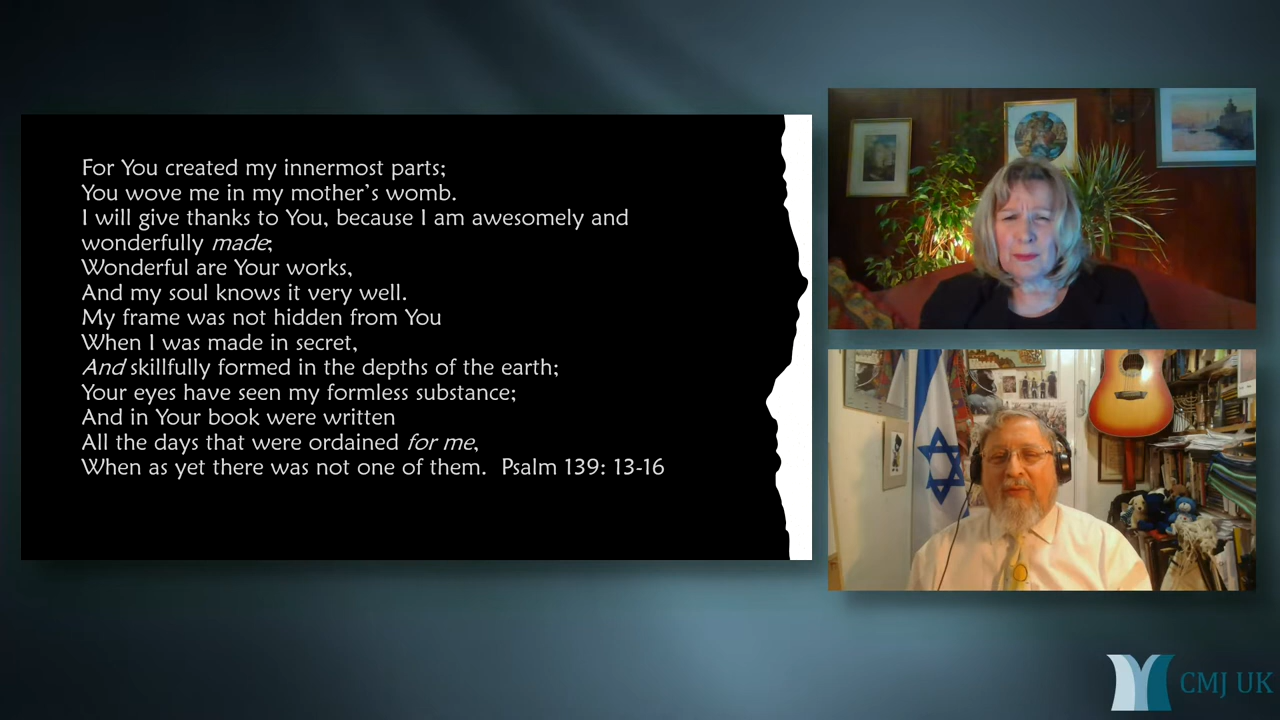 For You created my innermost parts;
You wove me in my mother's womb.
I will give thanks to You, because I am awesomely and
wonderfully made;
Wonderful are Your works,
And my soul knows it very well.
My frame was not hidden from You
When I was made in secret,
And skillfully formed in the depths of the earth;
Your eyes have seen my formless substance;
And in Your book were written
All the days that were ordained for me,
When as yet there was not one of them. Psalm 139: 13-16
CMJ UK